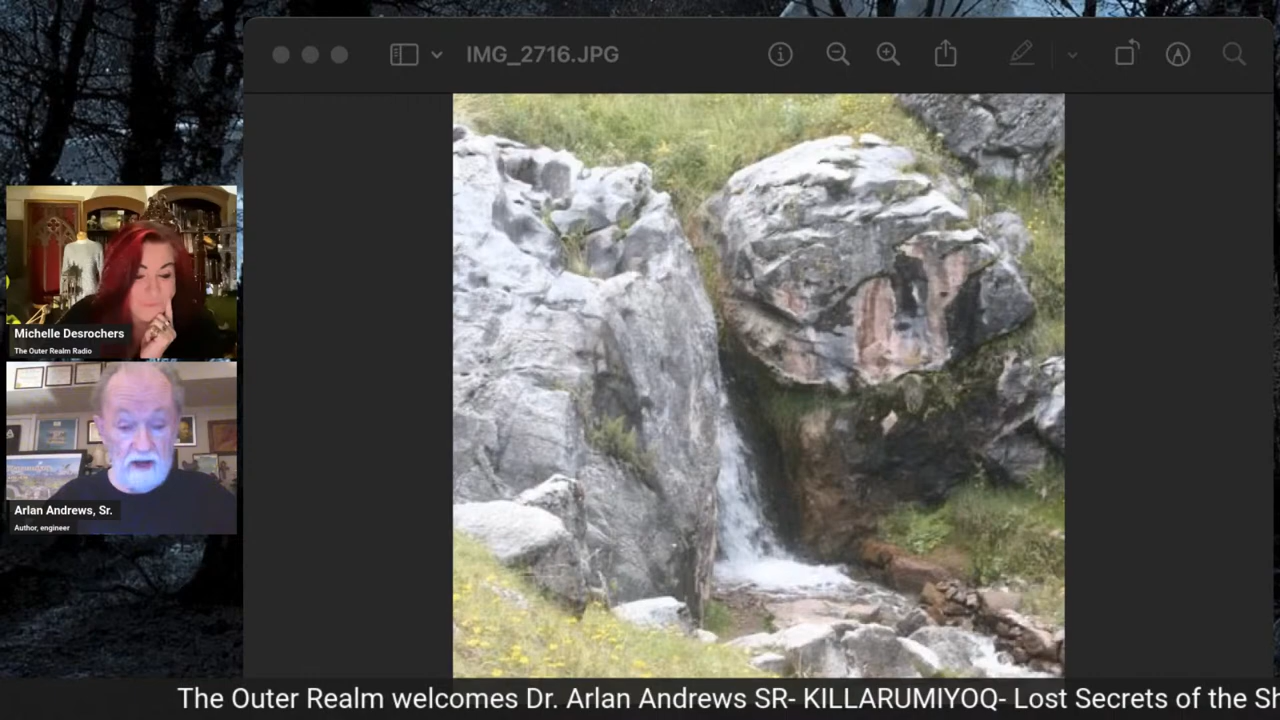 IMG_2716.JPG
Michelle Desrochers
The Outer Realm Radio
Arlan Andrews, Sr.
Author, engineer
The Outer Realm welcomes Dr. Arlan Andrews SR- KILLARUMIYOQ- Lost Secrets of the Sh